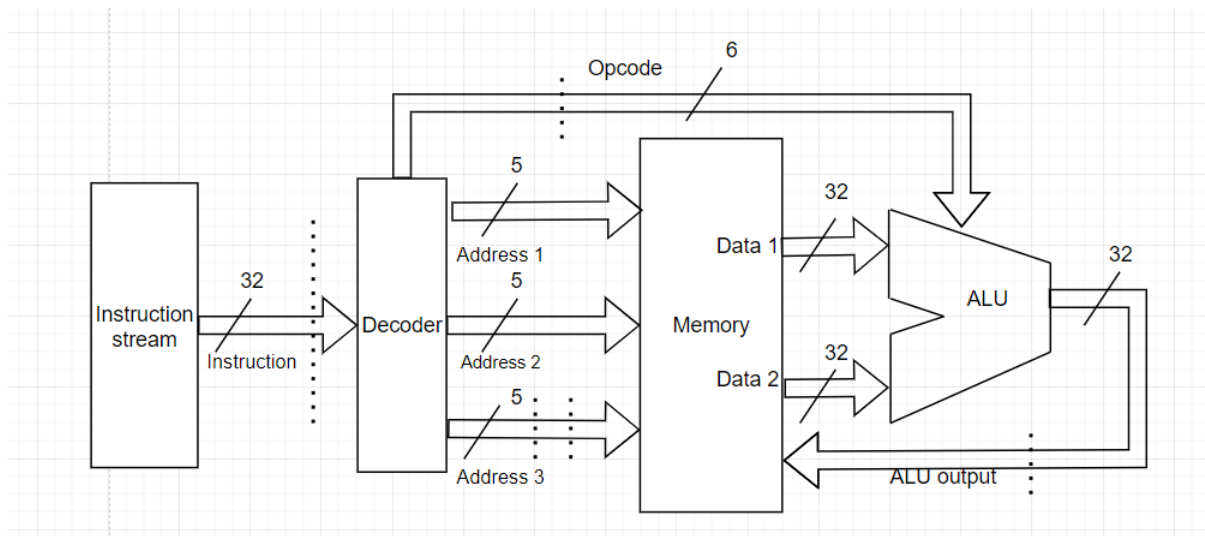 6
Opcode
5
32
Address 1
Data 1
32
32
5
ALU
Instruction
stream
Decoder
Memory
Instruction
Address 2
32
Data 2
5
Address 3
ALU output